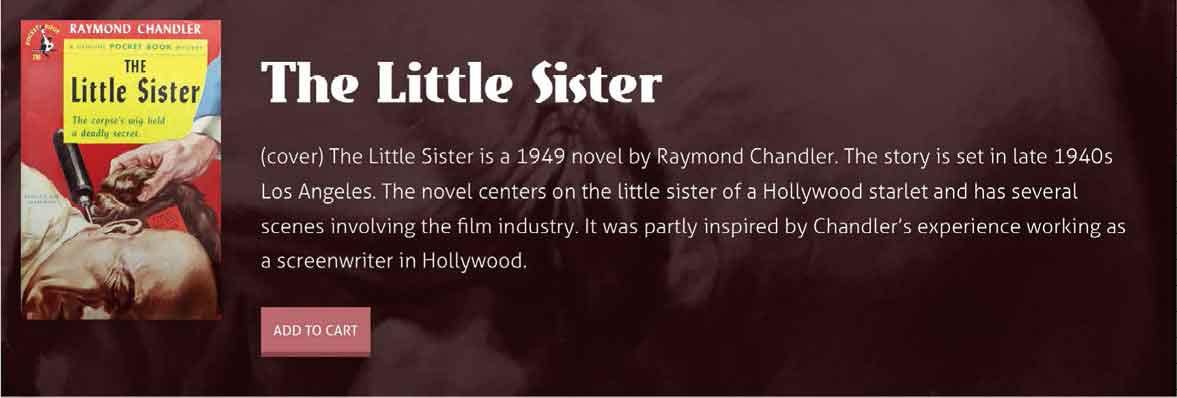 POCKET BOOK
RAYMOND CHANDLER
A GENUINE POCKET BOOK MYSTERY
THE
Little Sister
The corpse's wig held
a deadly secret.
The Little Sister
(cover) The Little Sister is a 1949 novel by Raymond Chandler. The story is set in late 1940s
Los Angeles. The novel centers on the little sister of a Hollywood starlet and has several
scenes involving the film industry. It was partly inspired by Chandler’s experience working as
a screenwriter in Hollywood.
ADD TO CART